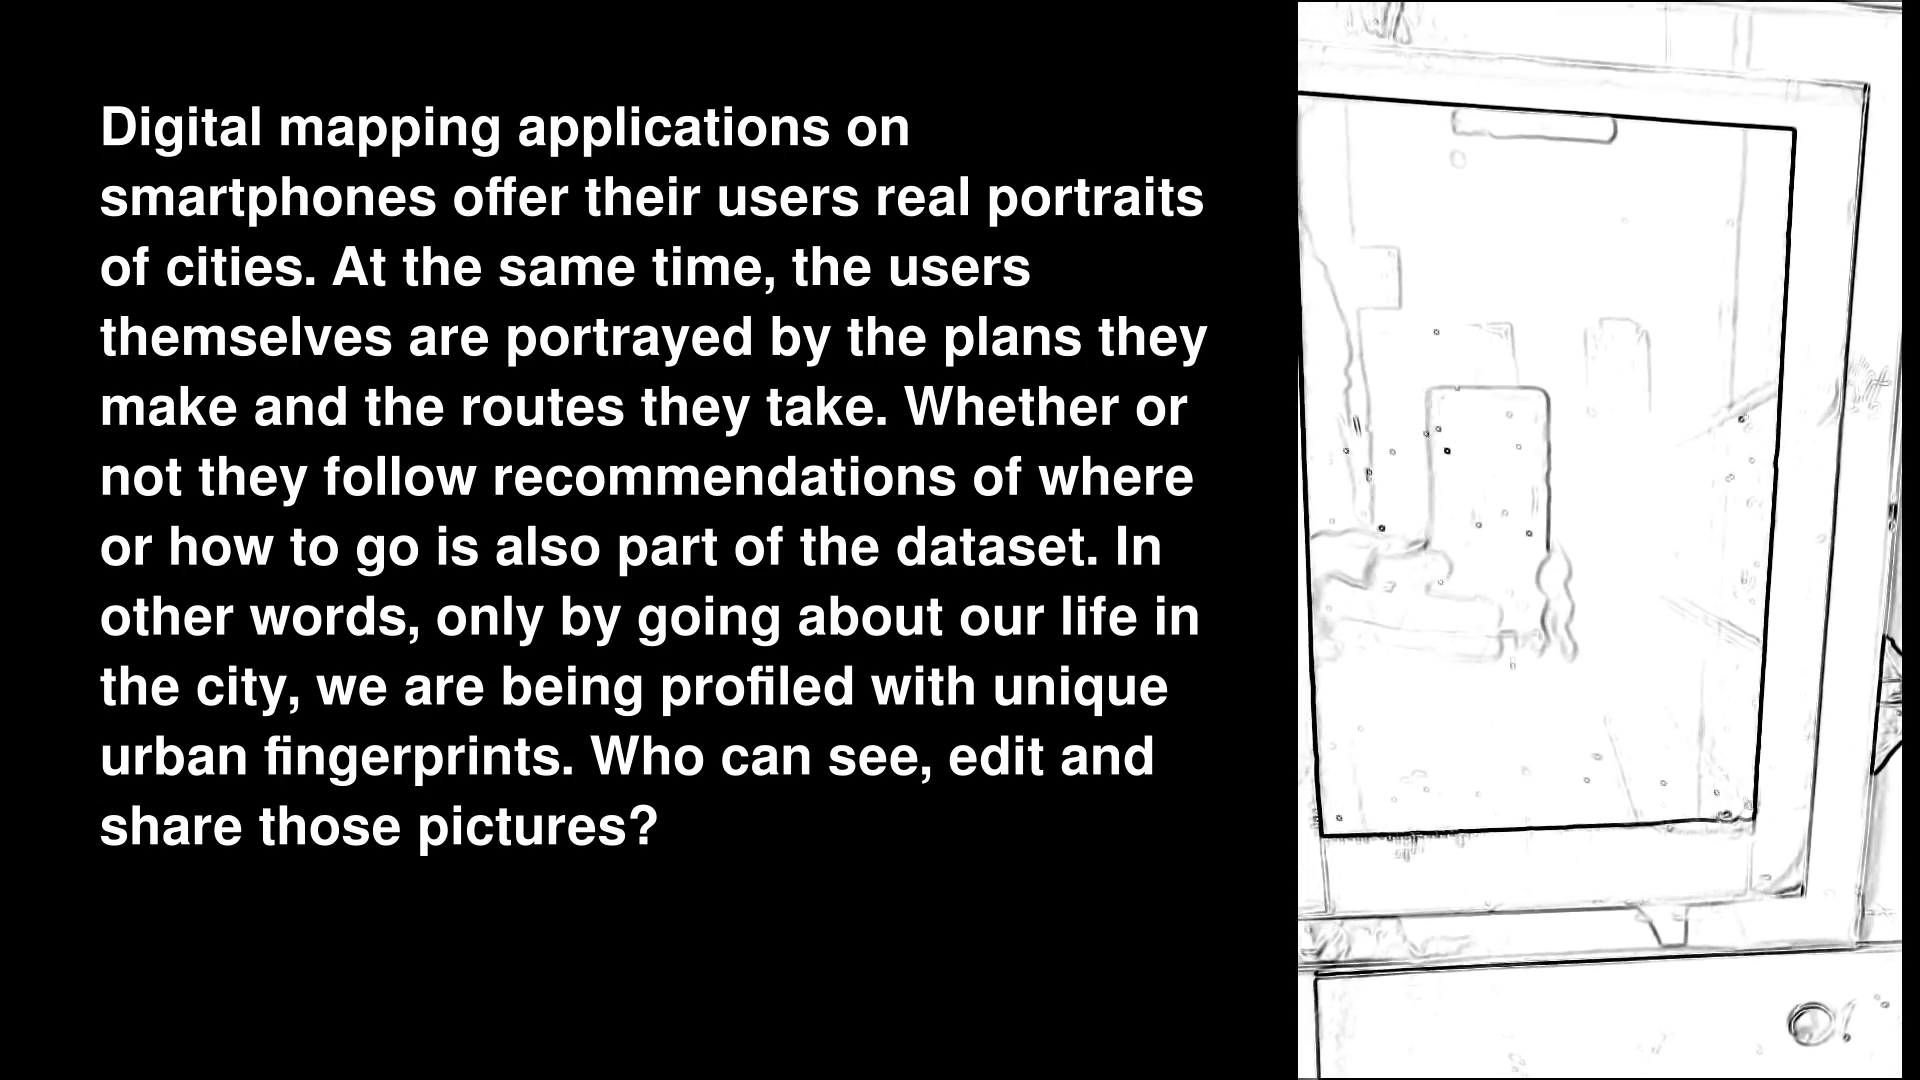 Digital mapping applications on
smartphones offer their users real portraits
of cities. At the same time, the users
themselves are portrayed by the plans they
make and the routes they take. Whether or
not they follow recommendations of where
or how to go is also part of the dataset. In
other words, only by going about our life in
the city, we are being profiled with unique
urban fingerprints. Who can see, edit and
share those pictures?